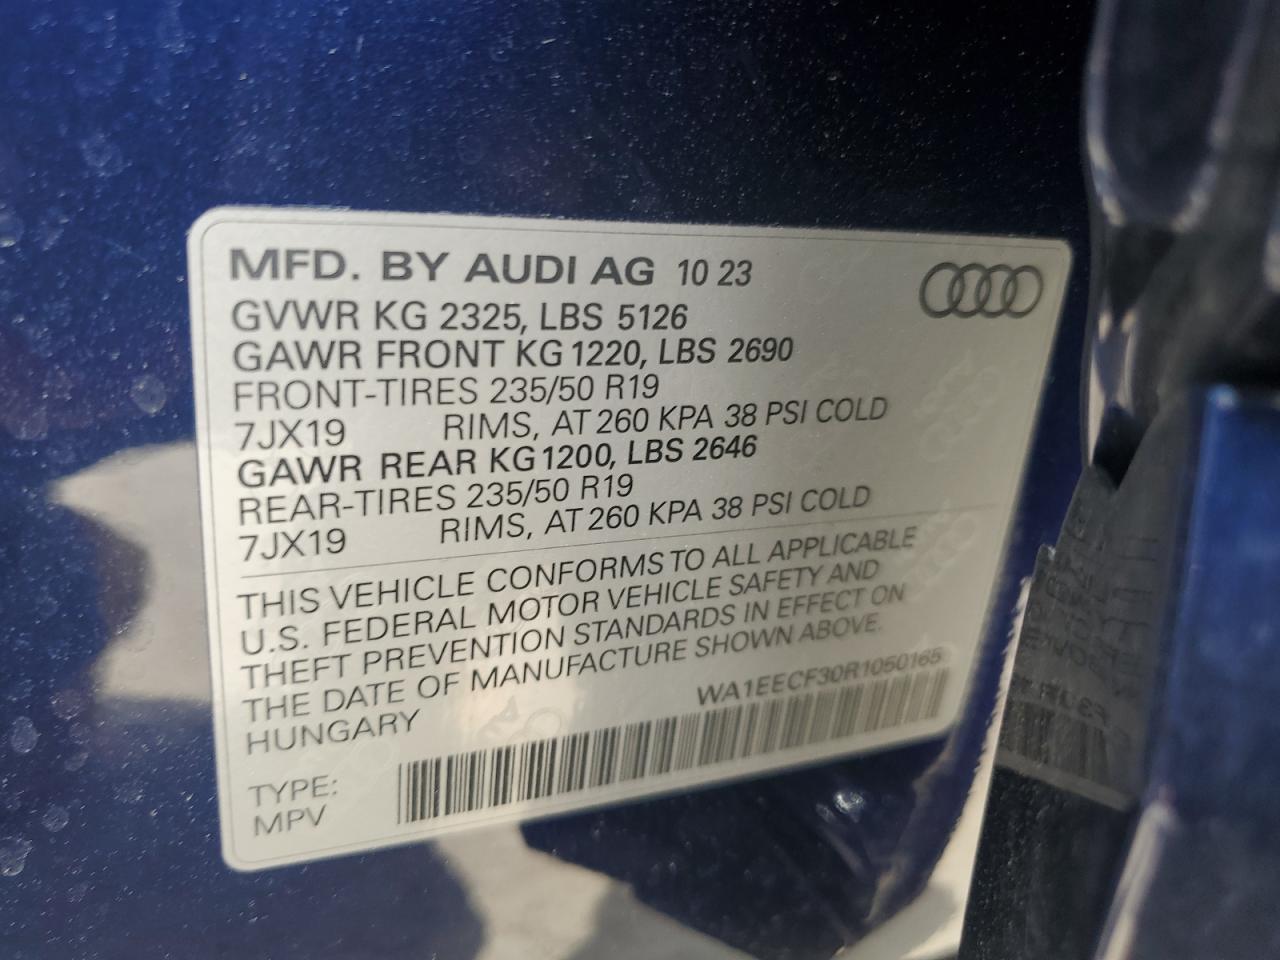 MFD. BY AUDI AG 10 23
GVWR KG 2325, LBS 5126
GAWR FRONT KG 1220, LBS 2690
FRONT-TIRES 235/50 R19
7JX19 RIMS, AT 260 KPA 38 PSI COLD
GAWR REAR KG 1200, LBS 2646
REAR-TIRES 235/50 R19
7JX19 RIMS, AT 260 KPA 38 PSI COLD
THIS VEHICLE CONFORMS TO ALL APPLICABLE
U.S. FEDERAL MOTOR VEHICLE SAFETY AND
THEFT PREVENTION STANDARDS IN EFFECT ON
THE DATE OF MANUFACTURE SHOWN ABOVE.
HUNGARY
WA1EECF30R1050165
TYPE:
MPV